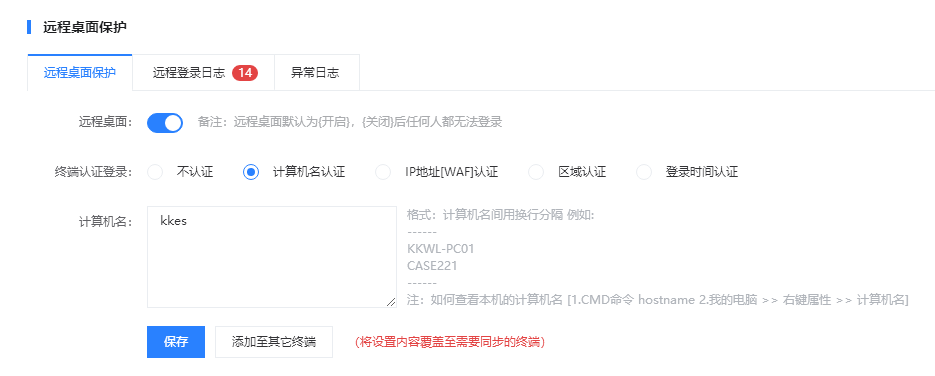 远程桌面保护
远程桌面保护 远程登录日志 14 异常日志
远程桌面： 备注：远程桌面默认为{开启}，{关闭}后任何人都无法登录
终端认证登录： 不认证 计算机名认证 IP地址[WAF]认证 区域认证 登录时间认证
计算机名： kkes 格式：计算机名间用换行分隔 例如:
------
KKWL-PC01
CASE221
------
注：如何查看本机的计算机名 [1.CMD命令 hostname 2.我的电脑 >> 右键属性 >> 计算机名]
保存 添加至其它终端 （将设置内容覆盖至需要同步的终端）